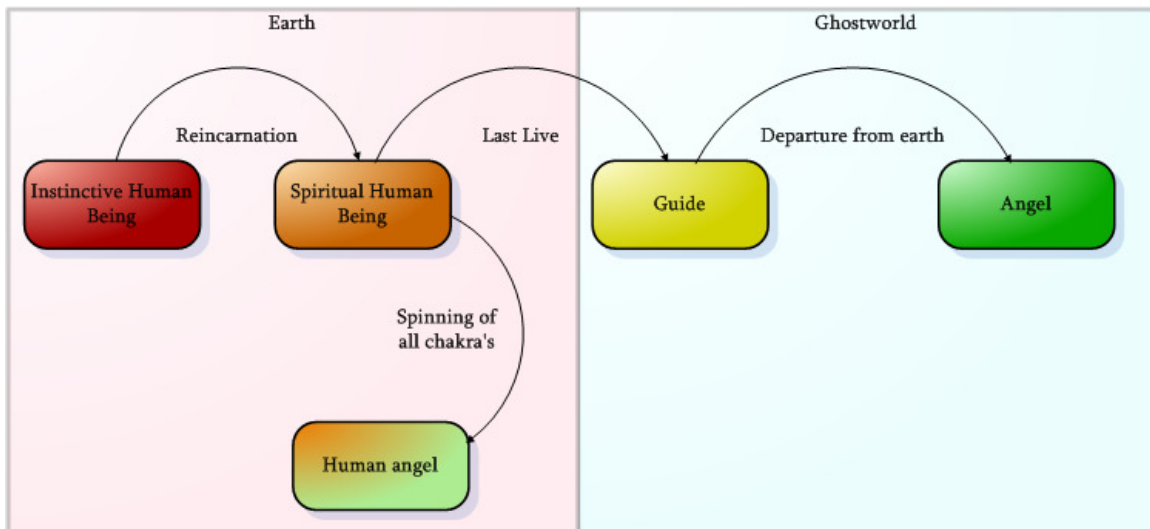 Earth
Ghostworld
Reincarnation
Last Live
Departure from earth
Instinctive Human
Being
Spiritual Human
Being
Guide
Angel
Spinning of
all chakra's
Human angel